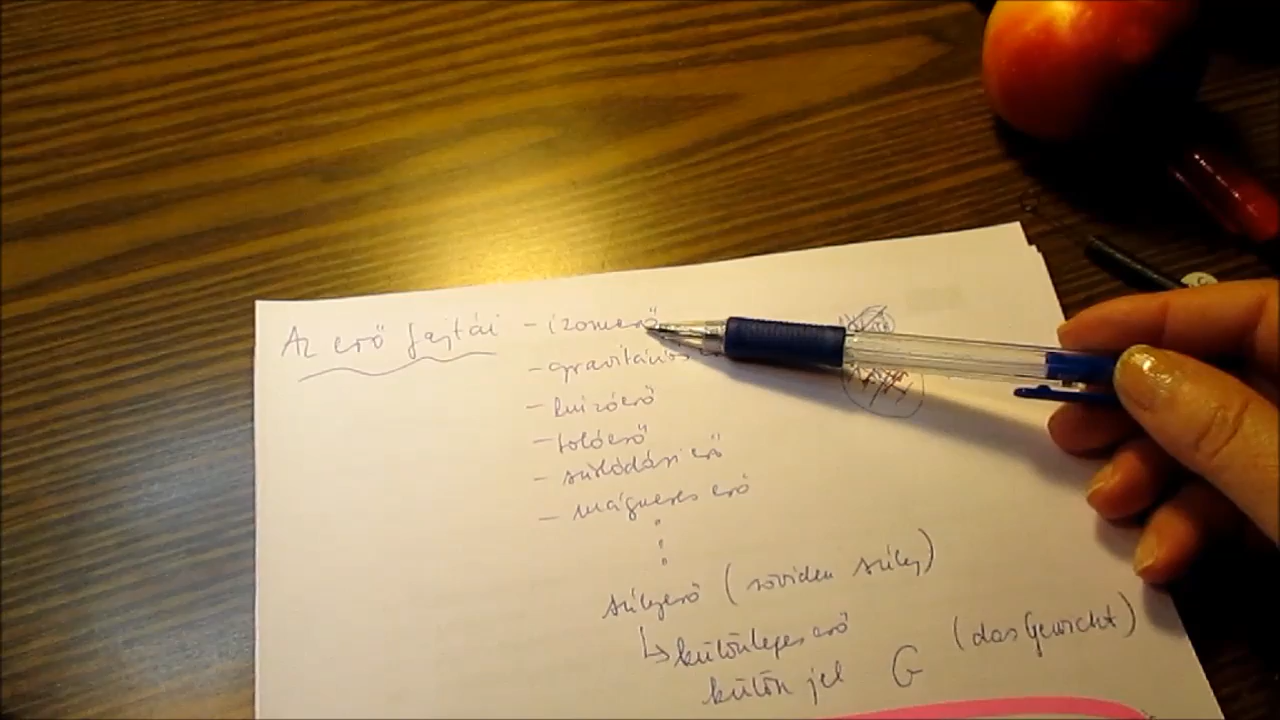 Az erő fajtái - izomerő
- gravitációs
- húzóerő
- tolóerő
- súrlódási erő
- mágneses erő
súlyerő (röviden súly)
↳ különleges erő
külön jel G (das Gewicht)